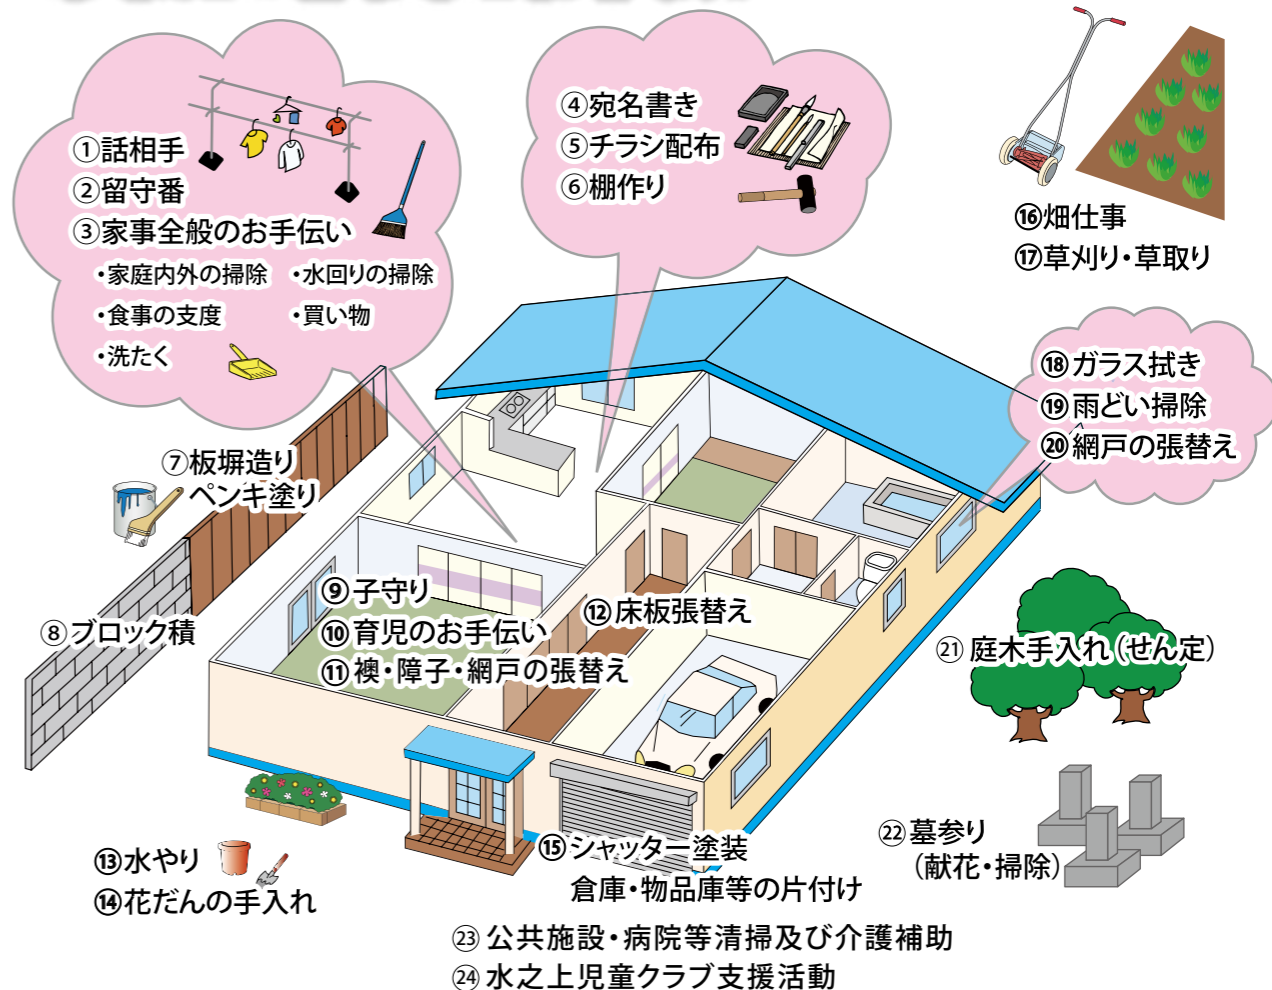 ①話相手
②留守番
③家事全般のお手伝い
・家庭内外の掃除 ・水回りの掃除
・食事の支度 ・買い物
・洗たく
④宛名書き
⑤チラシ配布
⑥棚作り
⑯畑仕事
⑰草刈り・草取り
⑱ガラス拭き
⑲雨どい掃除
⑳網戸の張替え
⑦板塀造り
ペンキ塗り
⑧ブロック積
⑨子守り
⑩育児のお手伝い
⑪襖・障子・網戸の張替え
⑫床板張替え
㉑庭木手入れ(せん定)
⑬水やり
⑭花だんの手入れ
⑮シャッター塗装
倉庫・物品庫等の片付け
㉒墓参り
(献花・掃除)
㉓公共施設・病院等清掃及び介護補助
㉔水之上児童クラブ支援活動